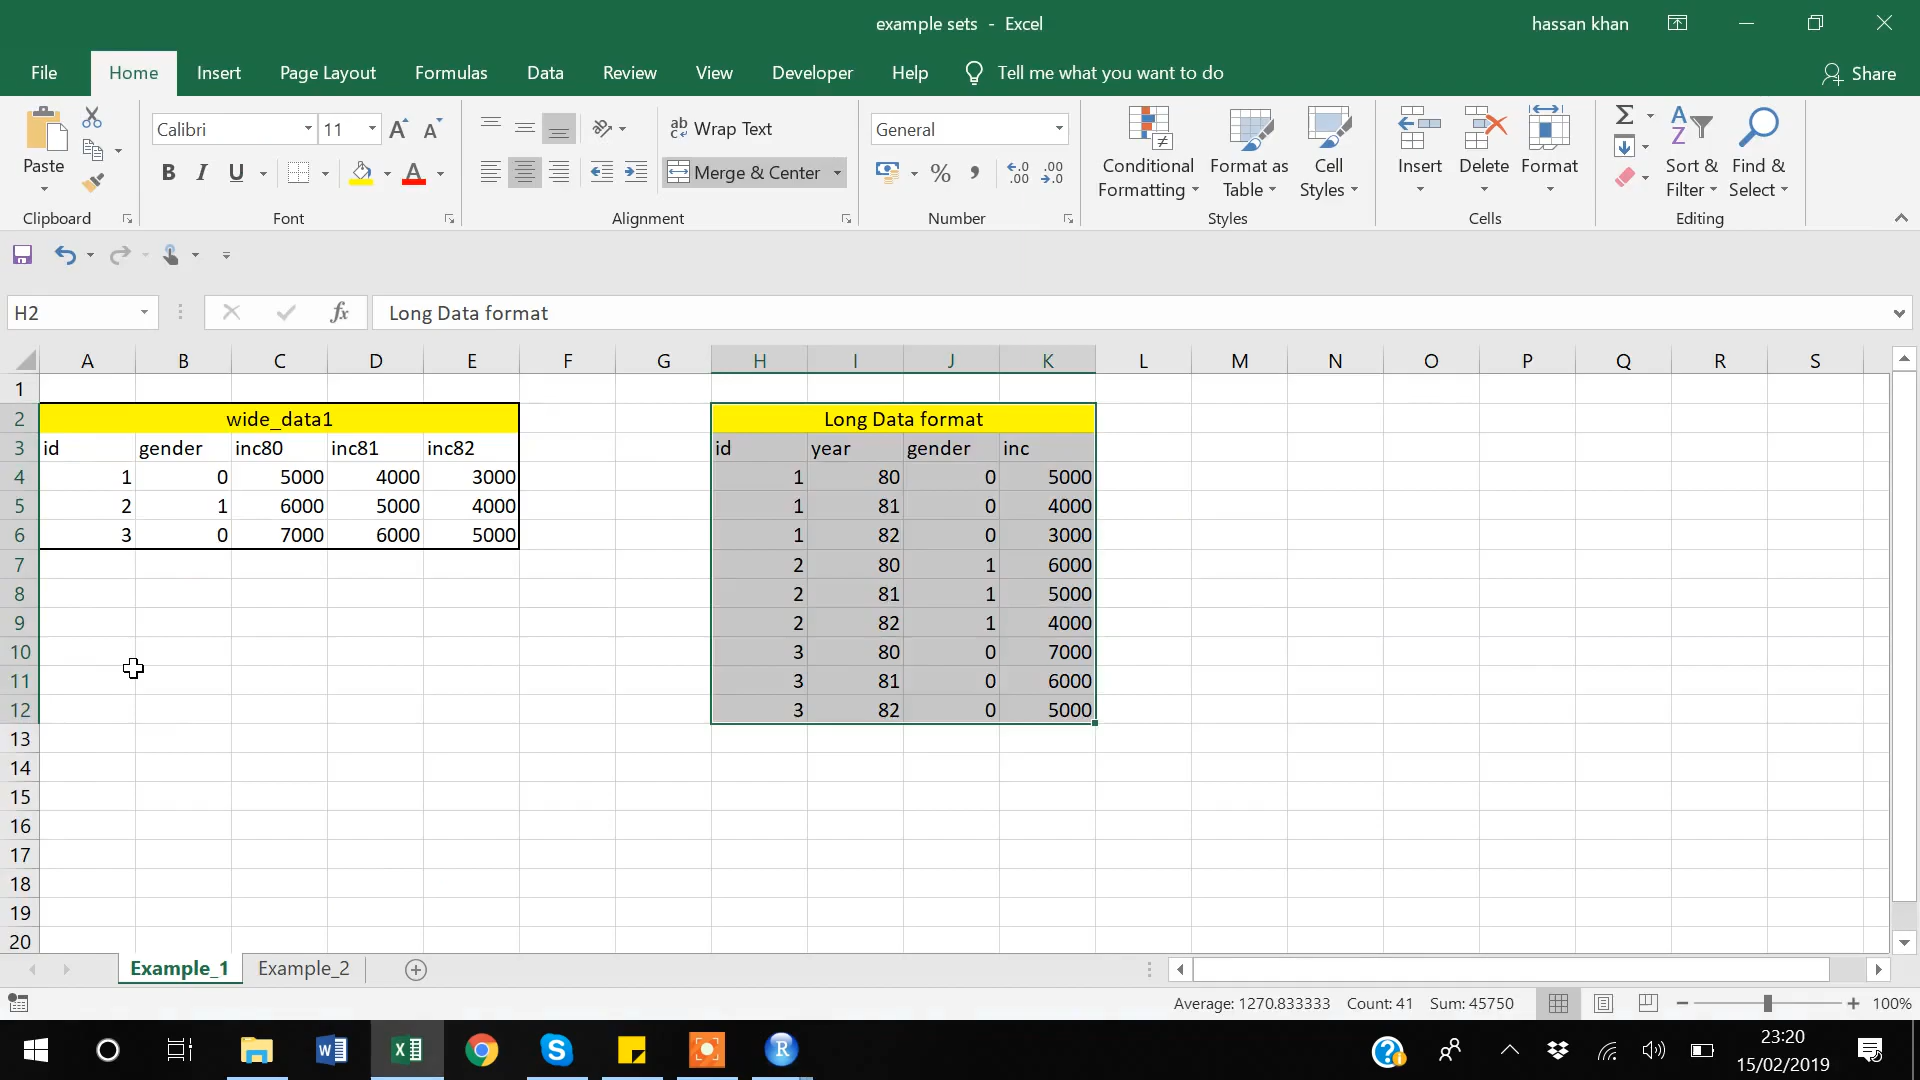 example sets - Excel
hassan khan
File Home Insert Page Layout Formulas Data Review View Developer Help Tell me what you want to do Share
Paste
Clipboard
Calibri 11
B I U
Font
ab Wrap Text
Merge & Center
Alignment
General
% , .00
Number
Conditional Formatting
Format as Table
Cell Styles
Styles
Insert Delete Format
Cells
Sort & Filter
Find & Select
Editing
H2 fx Long Data format
A B C D E F G H I J K L M N O P Q R S
1
2 wide_data1 Long Data format
3 id gender inc80 inc81 inc82 id year gender inc
4 1 0 5000 4000 3000 1 80 0 5000
5 2 1 6000 5000 4000 1 81 0 4000
6 3 0 7000 6000 5000 1 82 0 3000
7 2 80 1 6000
8 2 81 1 5000
9 2 82 1 4000
10 3 80 0 7000
11 3 81 0 6000
12 3 82 0 5000
13
14
15
16
17
18
19
20
Example_1 Example_2
Average: 1270.833333 Count: 41 Sum: 45750 100%
23:20
15/02/2019